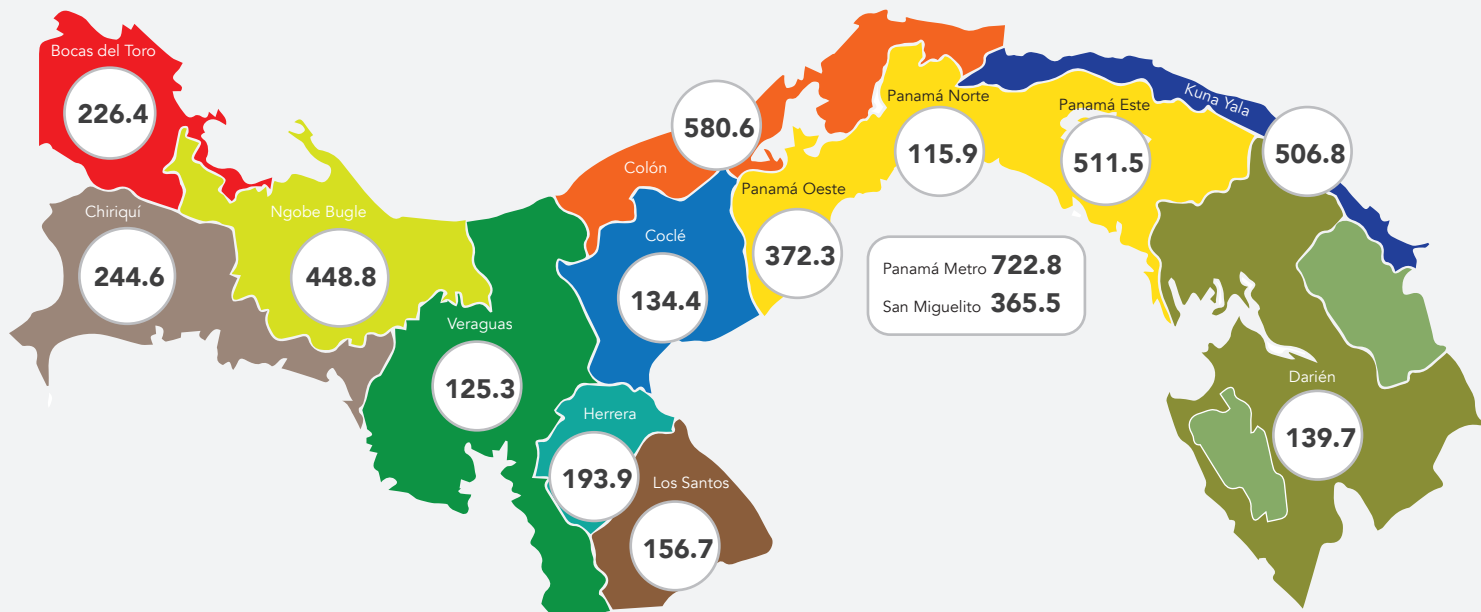 Bocas del Toro
226.4
Chiriquí
244.6
Ngobe Bugle
448.8
Veraguas
125.3
Herrera
193.9
Los Santos
156.7
Coclé
134.4
Colón
580.6
Panamá Oeste
372.3
Panamá Norte
115.9
Panamá Este
511.5
Kuna Yala
506.8
Panamá Metro 722.8
San Miguelito 365.5
Darién
139.7